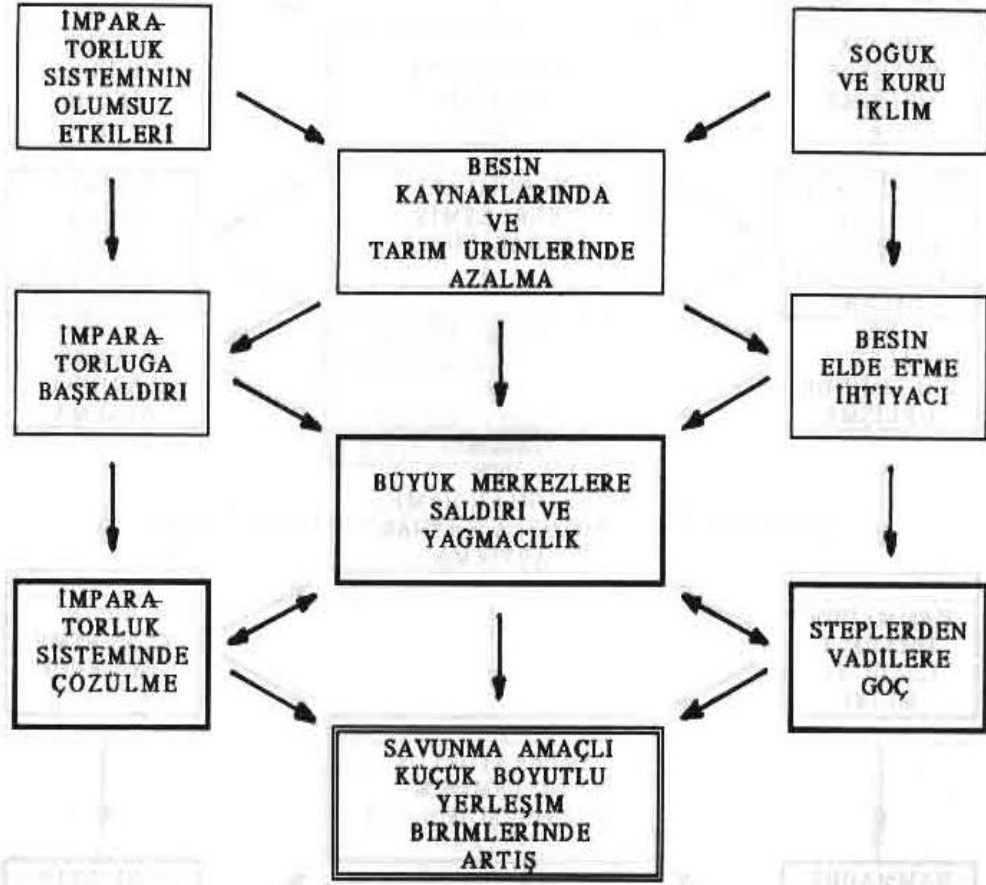 İMPARA-
TORLUK
SİSTEMİNİN
OLUMSUZ
ETKİLERİ
SOĞUK
VE KURU
İKLİM
BESİN
KAYNAKLARINDA
VE
TARIM ÜRÜNLERİNDE
AZALMA
İMPARA-
TORLUĞA
BAŞKALDIRI
BESİN
ELDE ETME
İHTİYACI
BÜYÜK MERKEZLERE
SALDIRI VE
YAĞMACILIK
İMPARA-
TORLUK
SİSTEMİNDE
ÇÖZÜLME
STEPLERDEN
VADİLERE
GÖÇ
SAVUNMA AMAÇLI
KÜÇÜK BOYUTLU
YERLEŞİM
BİRİMLERİNDE
ARTIŞ